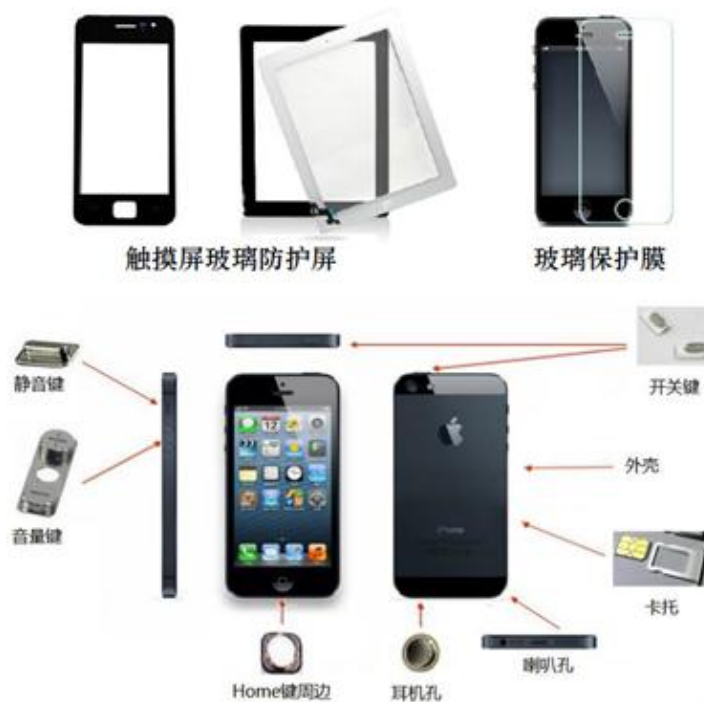 触摸屏玻璃防护屏
玻璃保护膜
静音键
开关键
音量键
外壳
iPhone
卡托
喇叭孔
Home键周边
耳机孔